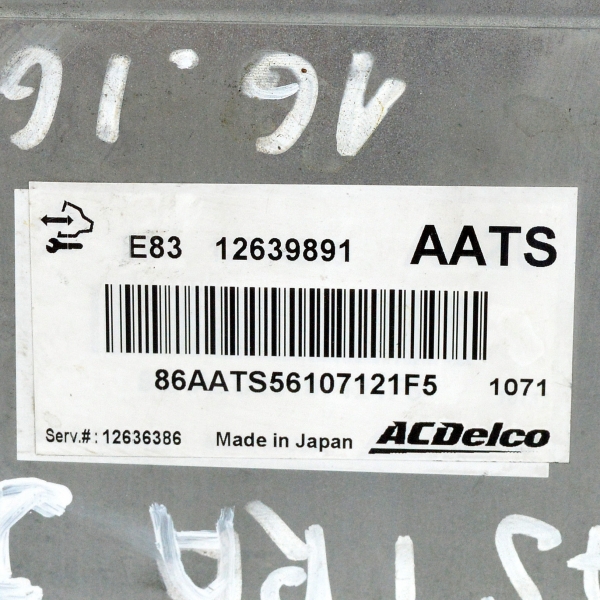 E83 12639891 AATS
86AATS56107121F5 1071
Serv.#: 12636386 Made in Japan ACDelco